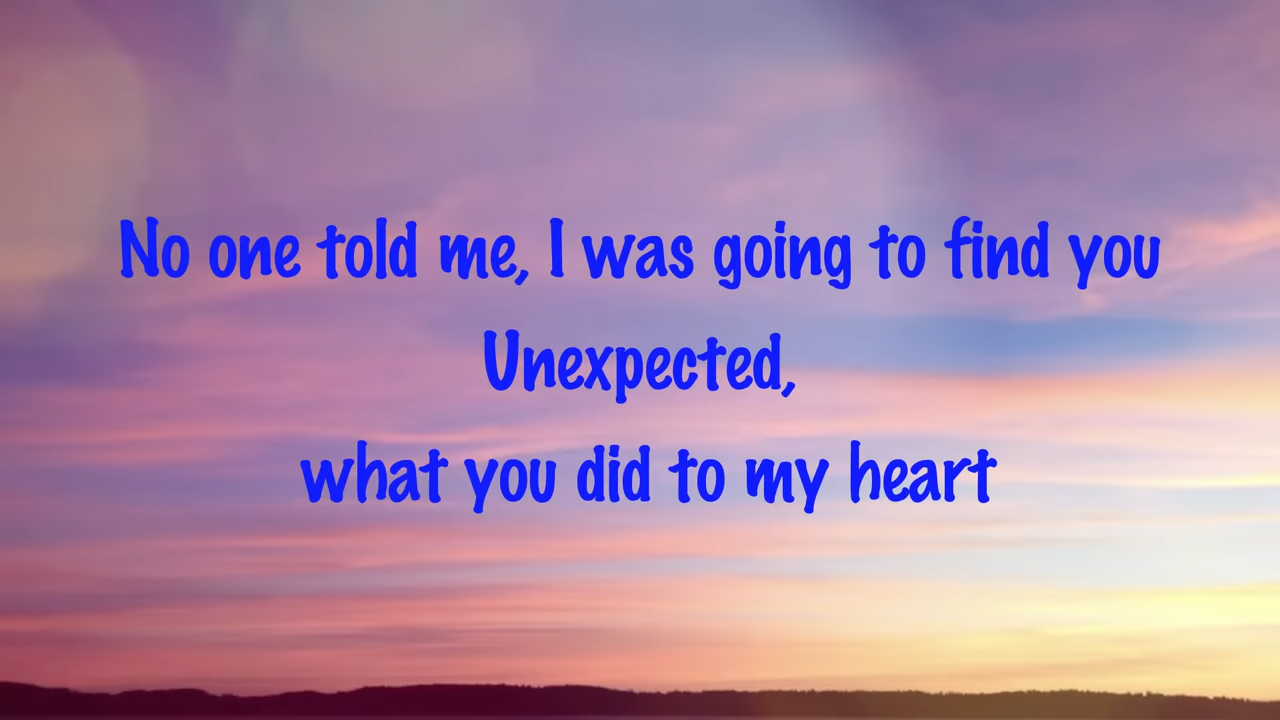 No one told me, I was going to find you
Unexpected,
what you did to my heart